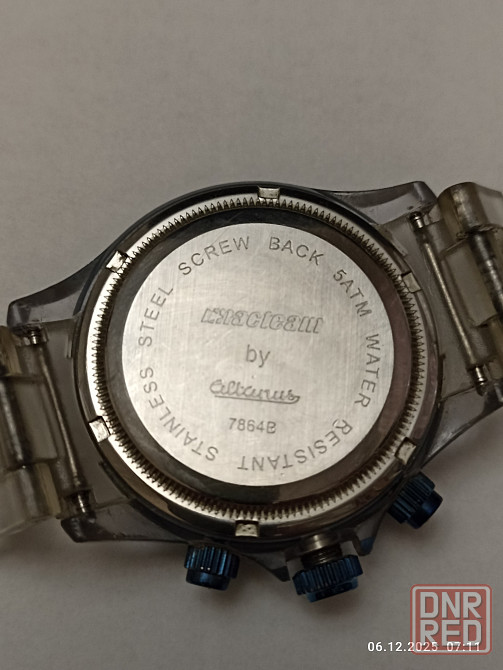 STAINLESS STEEL SCREW BACK 5ATM WATER RESISTANT
by
7864B
DNR
RED
06.12.2025 07:11